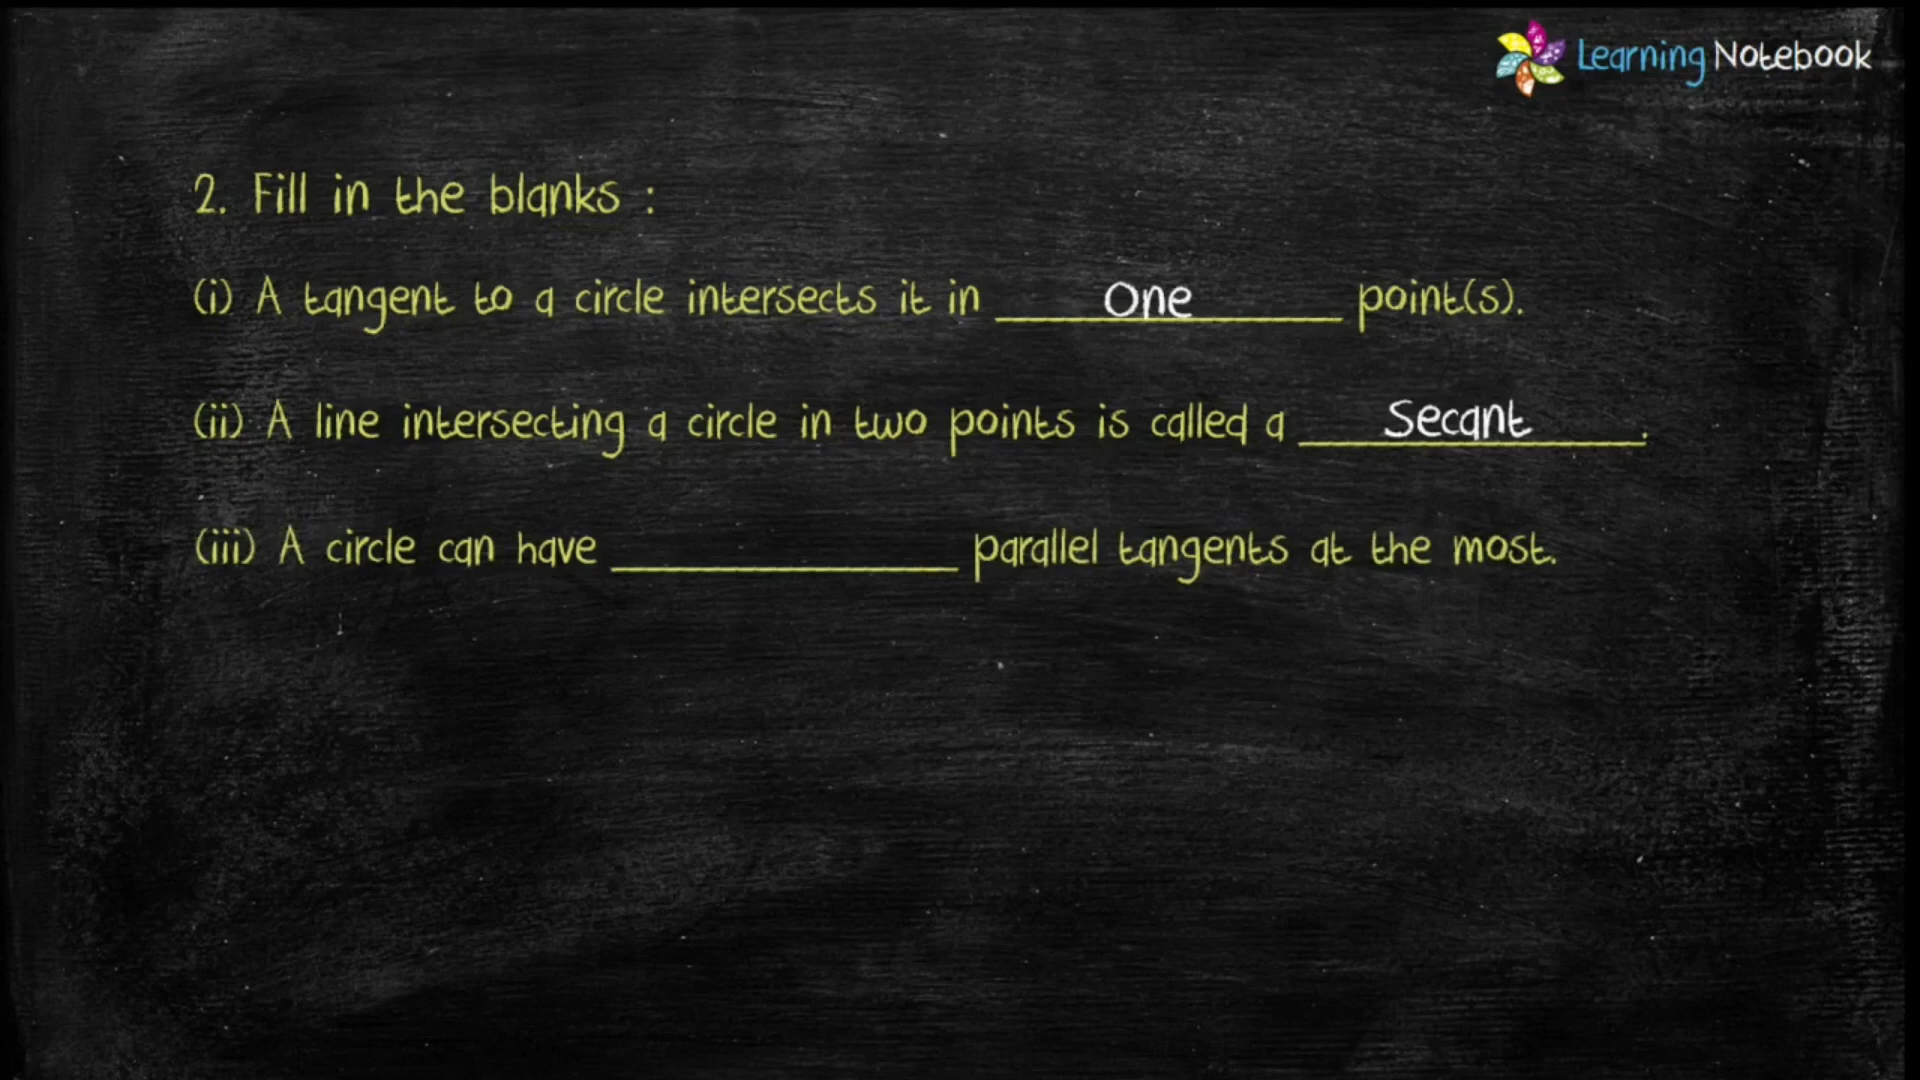 Learning Notebook
2. Fill in the blanks :
(i) A tangent to a circle intersects it in One point(s).
(ii) A line intersecting a circle in two points is called a Secant.
(iii) A circle can have ____________ parallel tangents at the most.